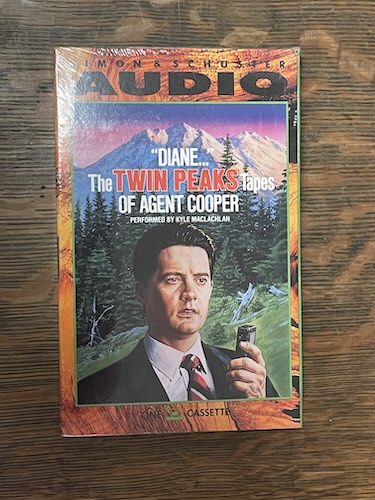 SIMON & SCHUSTER
AUDIO
"DIANE..."
The TWIN PEAKS Tapes
OF AGENT COOPER
PERFORMED BY KYLE MACLACHLAN
ONE CASSETTE